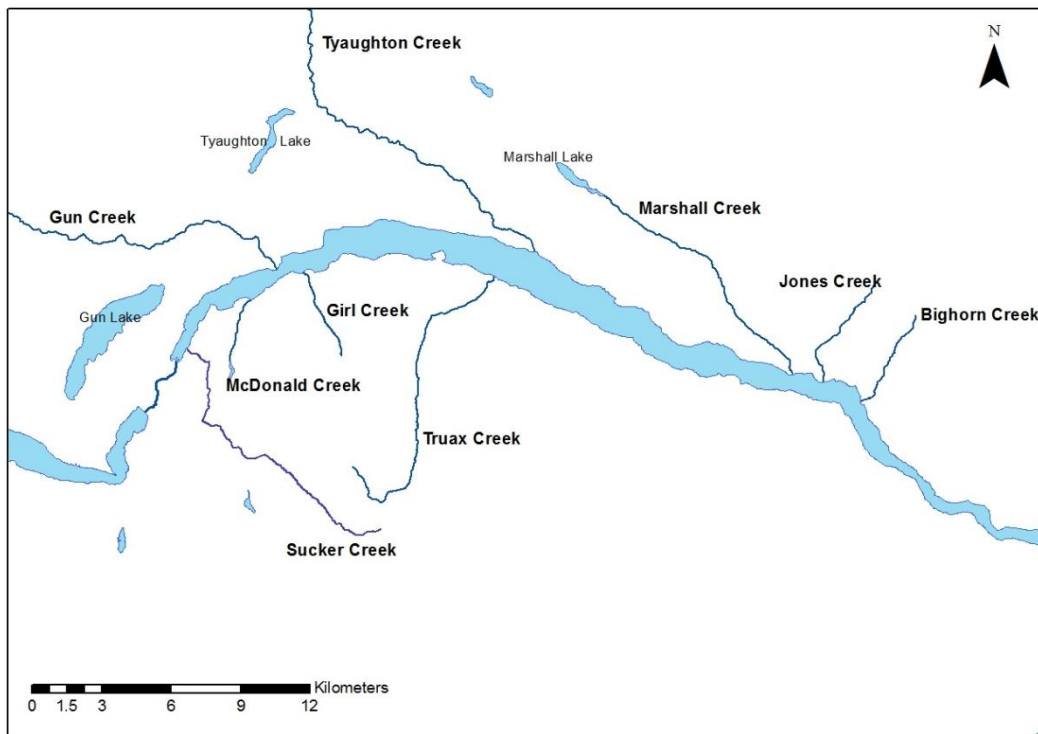 Tyaughton Creek
N
Tyaughton Lake
Marshall Lake
Marshall Creek
Gun Creek
Jones Creek
Girl Creek
Bighorn Creek
Gun Lake
McDonald Creek
Truax Creek
Sucker Creek
Kilometers
0 1.5 3 6 9 12